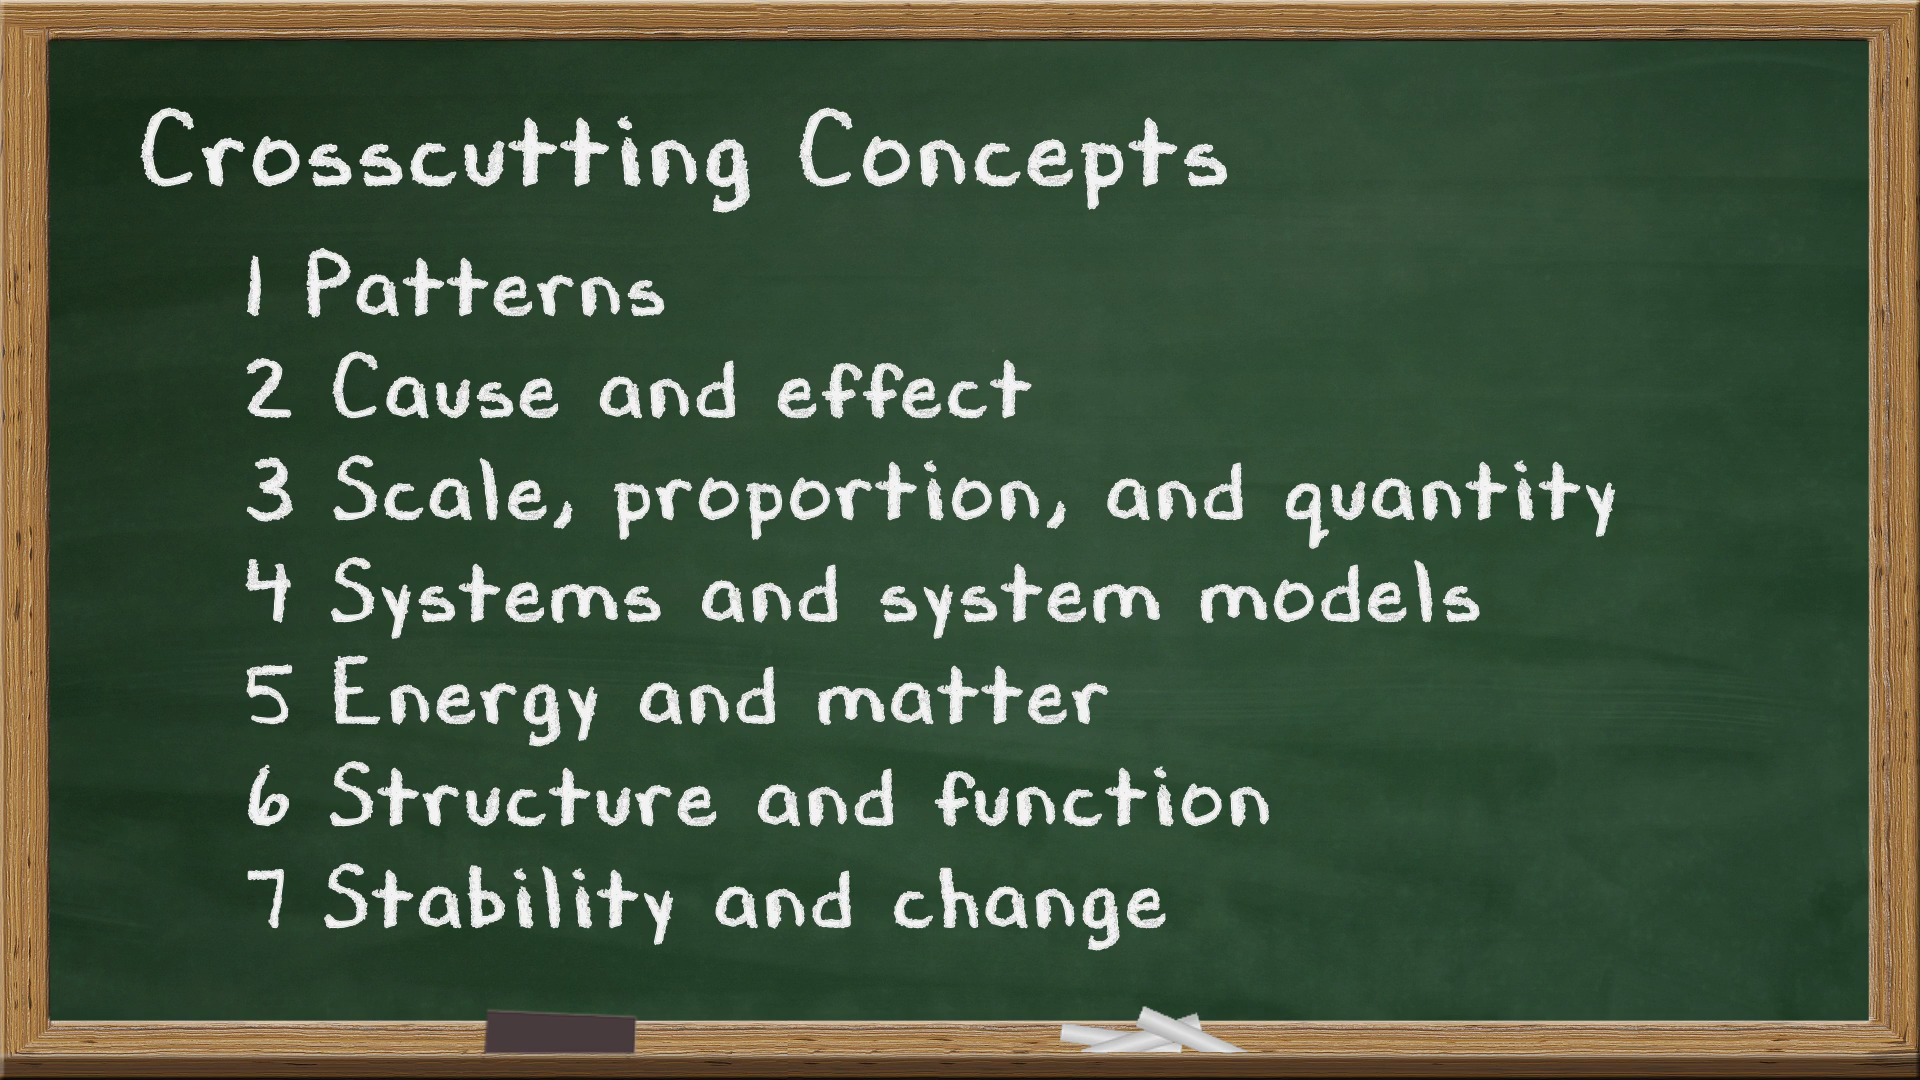 Crosscutting Concepts
1 Patterns
2 Cause and effect
3 Scale, proportion, and quantity
4 Systems and system models
5 Energy and matter
6 Structure and function
7 Stability and change